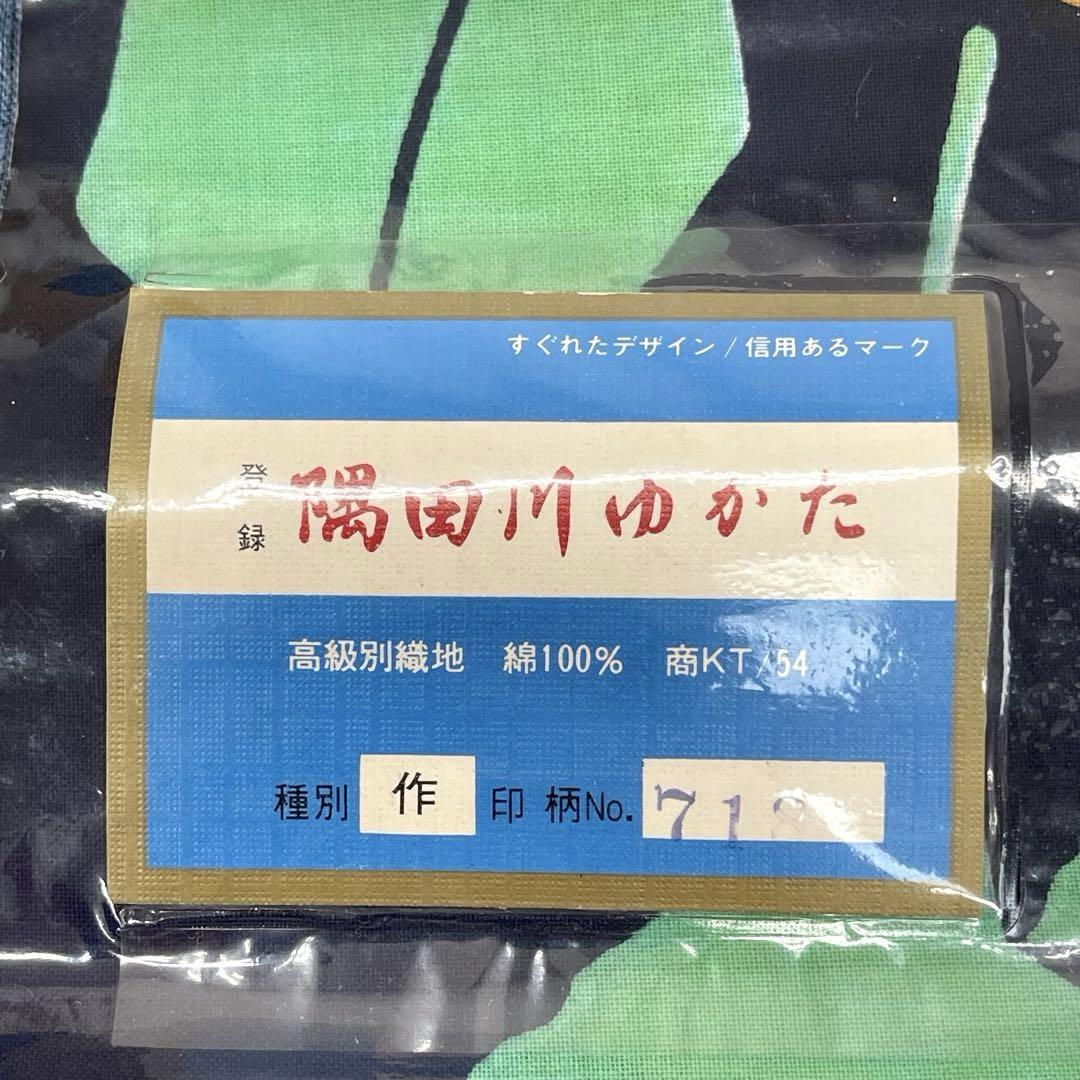 すぐれたデザイン/信用あるマーク
登録 隅田川ゆかた
高級別織地 綿100% 商KT/54
種別 作 印 柄No. 718